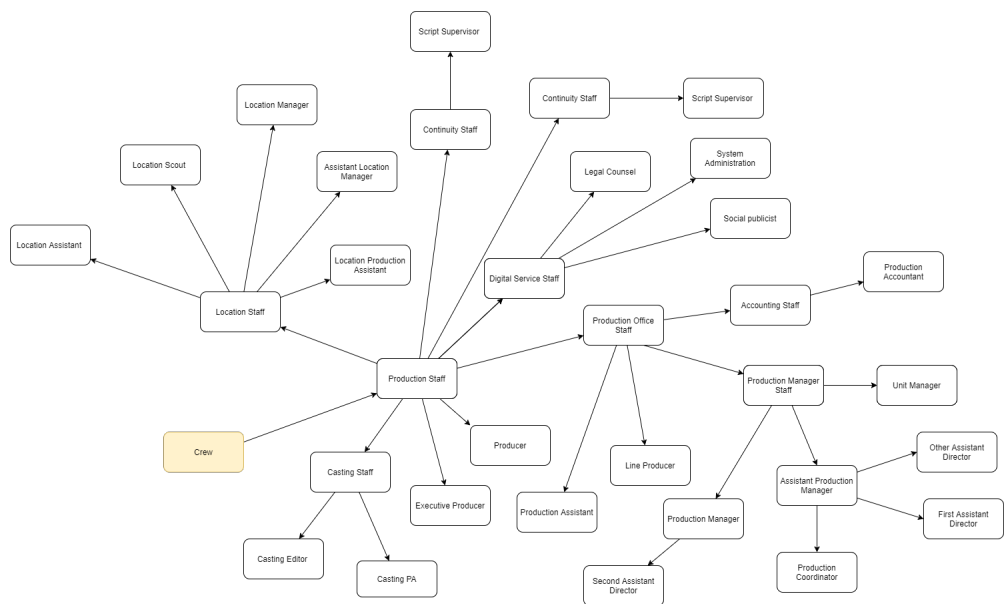 Script Supervisor
Continuity Staff
Script Supervisor
Location Manager
Continuity Staff
System
Administration
Location Scout
Assistant Location
Manager
Legal Counsel
Social publicist
Location Assistant
Location Production
Assistant
Digital Service Staff
Production
Accountant
Location Staff
Production Office
Staff
Accounting Staff
Production Staff
Production Manager
Staff
Unit Manager
Crew
Producer
Other Assistant
Director
Casting Staff
Line Producer
Assistant Production
Manager
Executive Producer
Production Assistant
Production Manager
First Assistant
Director
Casting Editor
Casting PA
Second Assistant
Director
Production
Coordinator